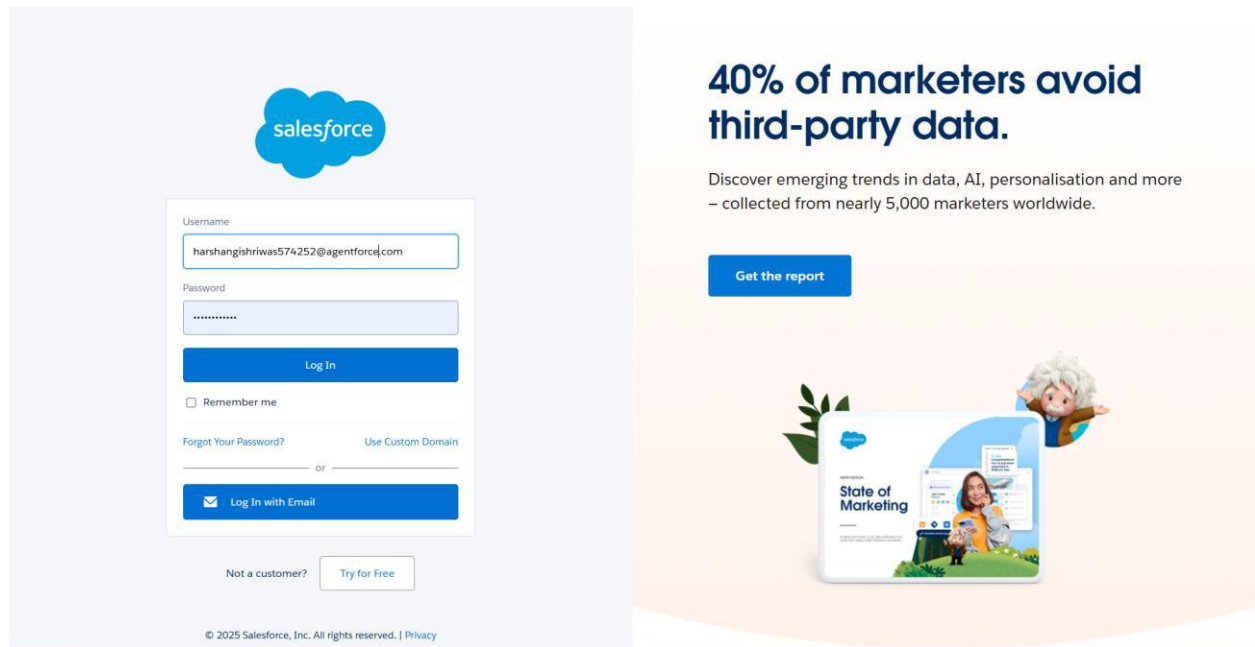 salesforce
Username
harshangishriwas574252@agentforce.com
Password
••••••••••••
Log In
Remember me
Forgot Your Password?
Use Custom Domain
or
Log In with Email
Not a customer?
Try for Free
© 2025 Salesforce, Inc. All rights reserved. | Privacy
40% of marketers avoid
third-party data.
Discover emerging trends in data, AI, personalisation and more
– collected from nearly 5,000 marketers worldwide.
Get the report
salesforce
State of
Marketing